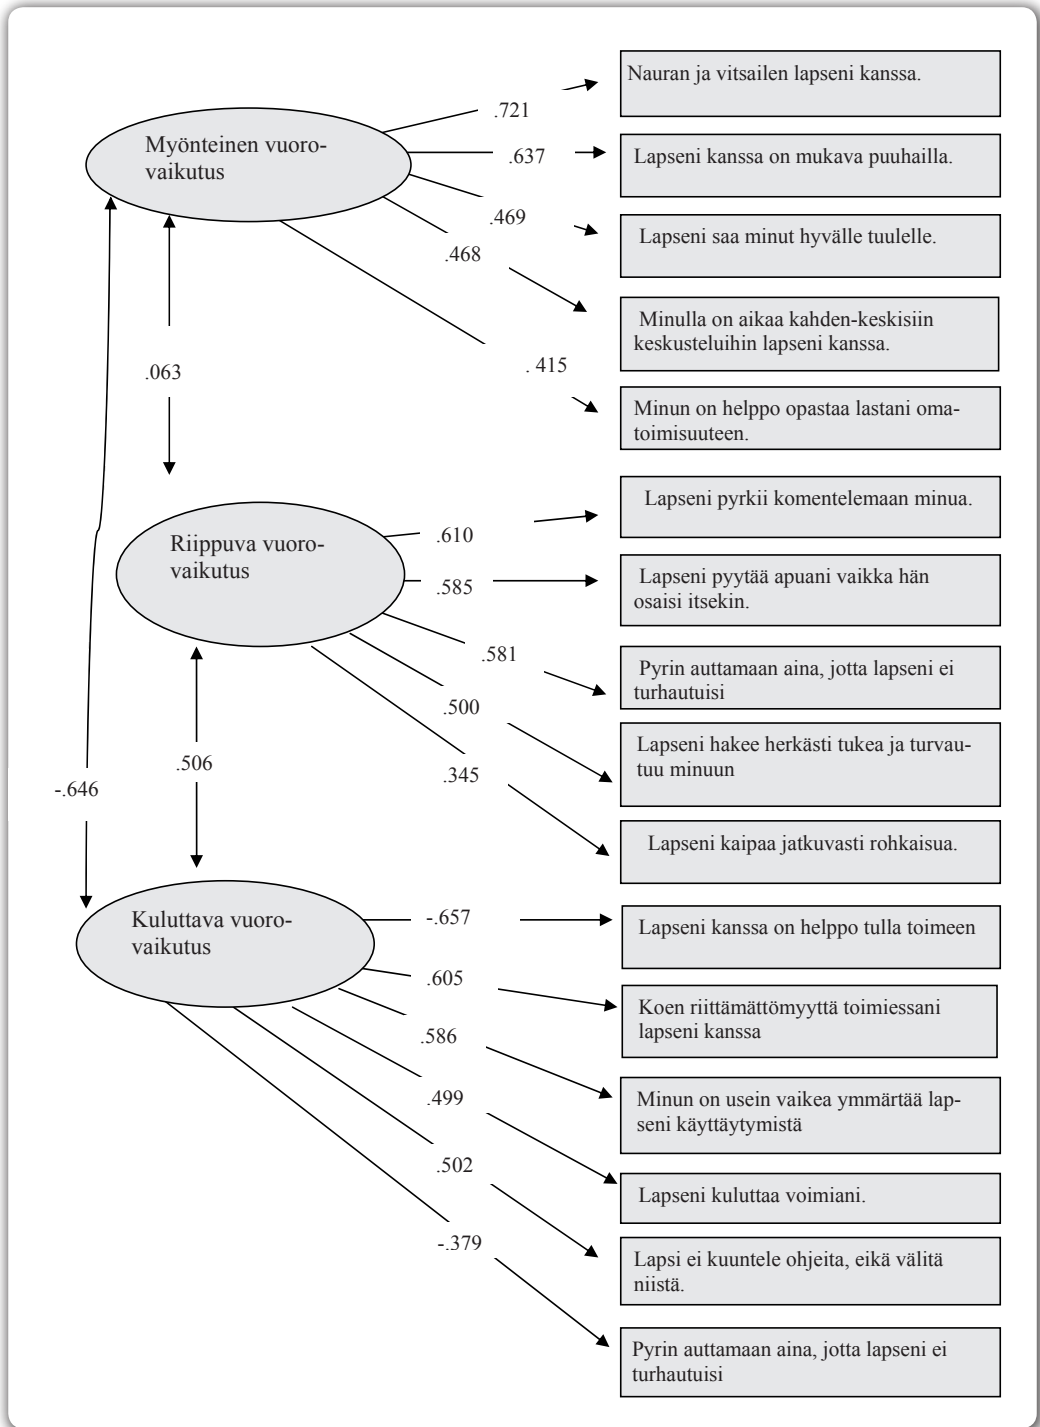 Nauran ja vitsailen lapseni kanssa.
.721
Myönteinen vuoro-
vaikutus
.637
Lapseni kanssa on mukava puuhailla.
.469
Lapseni saa minut hyvälle tuulelle.
.468
Minulla on aikaa kahden-keskisiin
keskusteluihin lapseni kanssa.
. 415
.063
Minun on helppo opastaa lastani oma-
toimisuuteen.
Lapseni pyrkii komentelemaan minua.
.610
Riippuva vuoro-
vaikutus
.585
Lapseni pyytää apuani vaikka hän
osaisi itsekin.
.581
Pyrin auttamaan aina, jotta lapseni ei
turhautuisi
.500
Lapseni hakee herkästi tukea ja turvau-
tuu minuun
.506
.345
-.646
Lapseni kaipaa jatkuvasti rohkaisua.
Kuluttava vuoro-
vaikutus
-.657
Lapseni kanssa on helppo tulla toimeen
.605
Koen riittämättömyyttä toimiessani
lapseni kanssa
.586
Minun on usein vaikea ymmärtää lap-
seni käyttäytymistä
.499
Lapseni kuluttaa voimiani.
.502
Lapsi ei kuuntele ohjeita, eikä välitä
niistä.
-.379
Pyrin auttamaan aina, jotta lapseni ei
turhautuisi